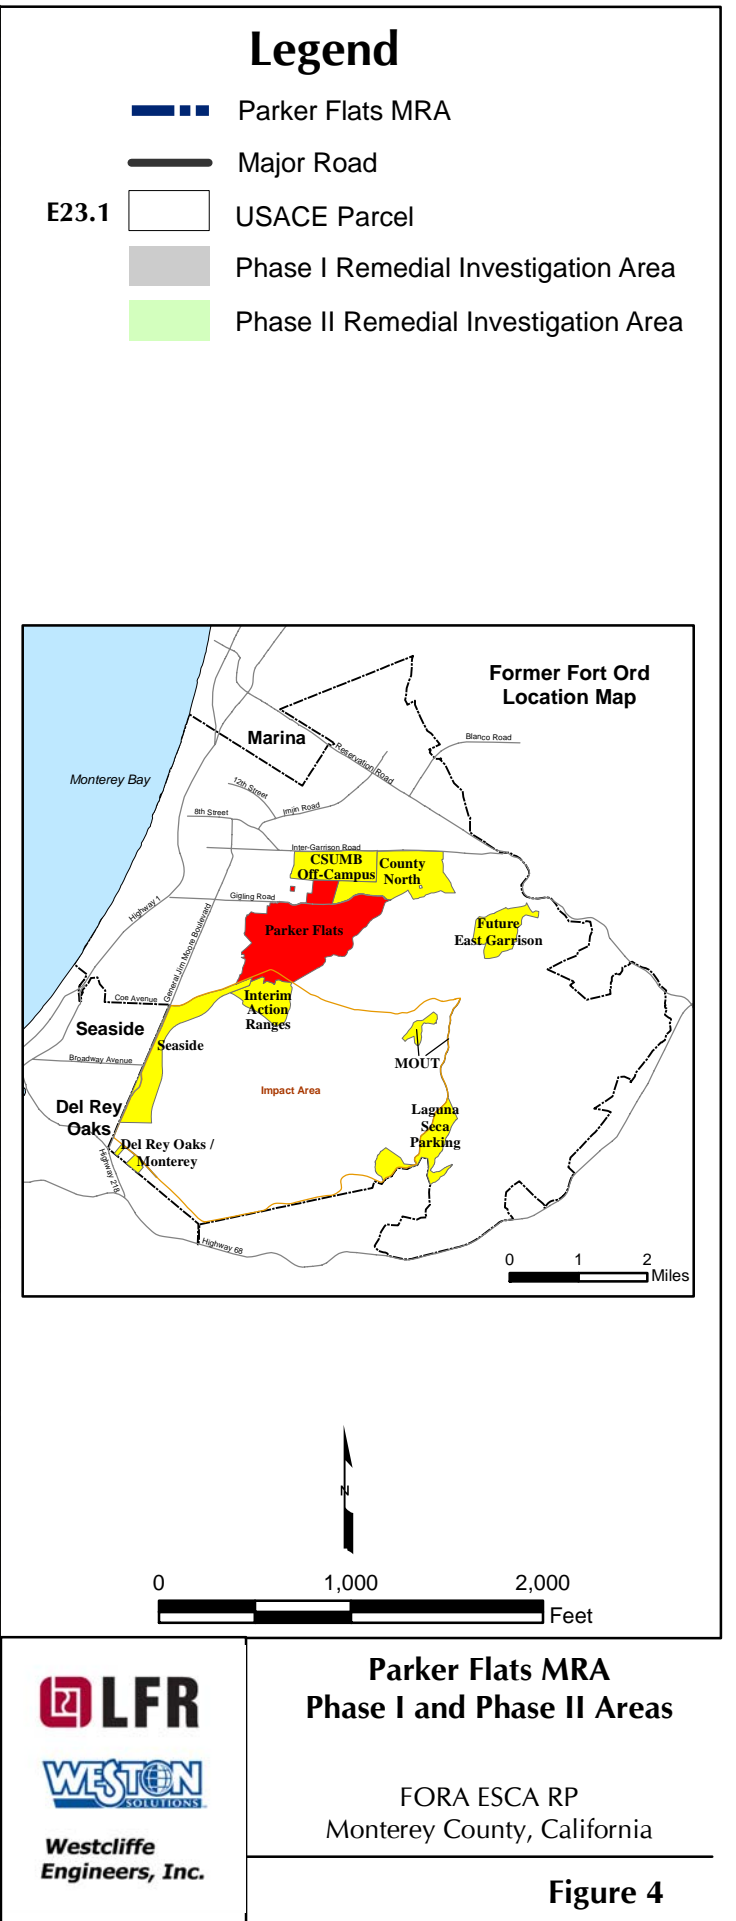 Legend
Parker Flats MRA
Major Road
E23.1 USACE Parcel
Phase I Remedial Investigation Area
Phase II Remedial Investigation Area
Former Fort Ord
Location Map
Marina
Blanco Road
Reservation Road
Monterey Bay
12th Street
Imjin Road
8th Street
Inter-Garrison Road
CSUMB
Off-Campus
County
North
Gigling Road
Highway 1
General Jim Moore Boulevard
Parker Flats
Future
East Garrison
Coe Avenue
Interim
Action
Ranges
Seaside
Seaside
Broadway Avenue
MOUT
Impact Area
Del Rey
Oaks
Laguna
Seca
Parking
Del Rey Oaks /
Monterey
Highway 218
Highway 68
0 1 2
Miles
N
0 1,000 2,000
Feet
LFR
WESTON
SOLUTIONS
Westcliffe
Engineers, Inc.
Parker Flats MRA
Phase I and Phase II Areas
FORA ESCA RP
Monterey County, California
Figure 4